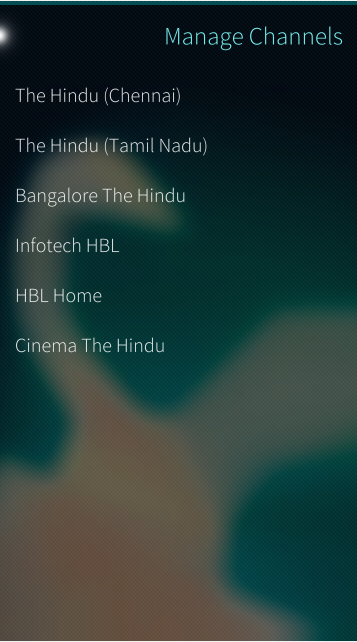 Manage Channels
The Hindu (Chennai)
The Hindu (Tamil Nadu)
Bangalore The Hindu
Infotech HBL
HBL Home
Cinema The Hindu